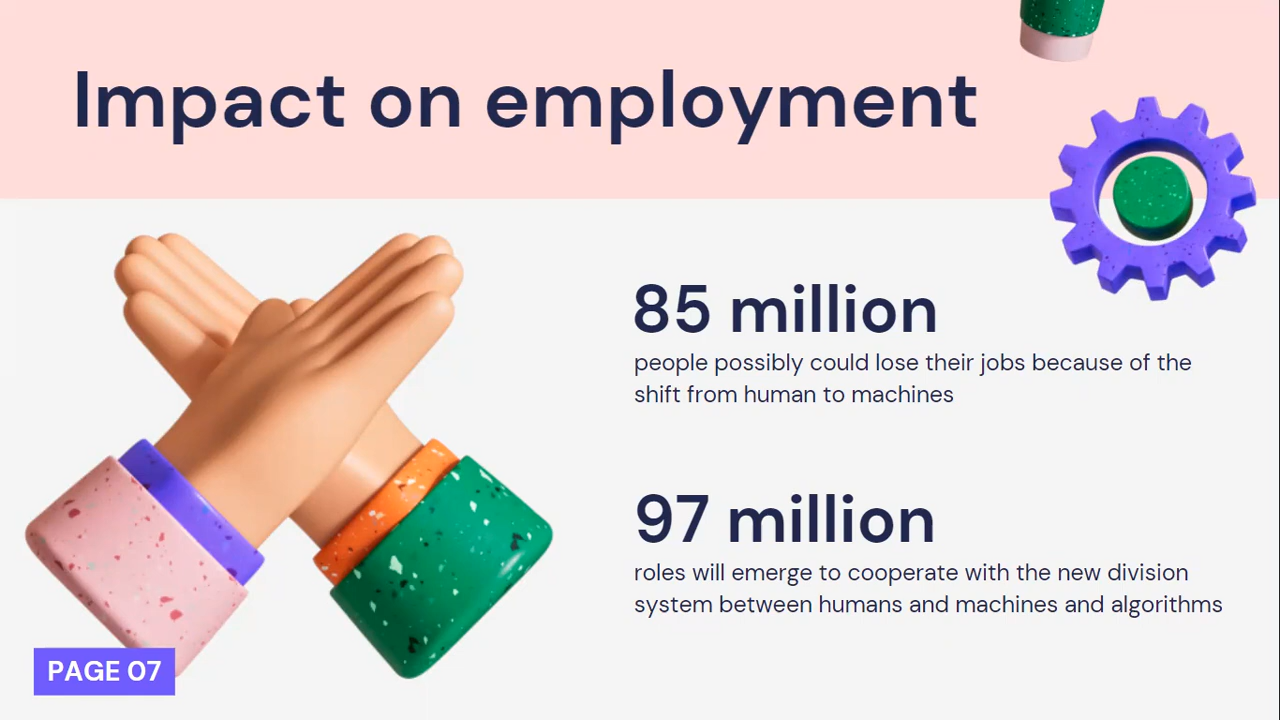 Impact on employment
85 million
people possibly could lose their jobs because of the
shift from human to machines
97 million
roles will emerge to cooperate with the new division
system between humans and machines and algorithms
PAGE 07